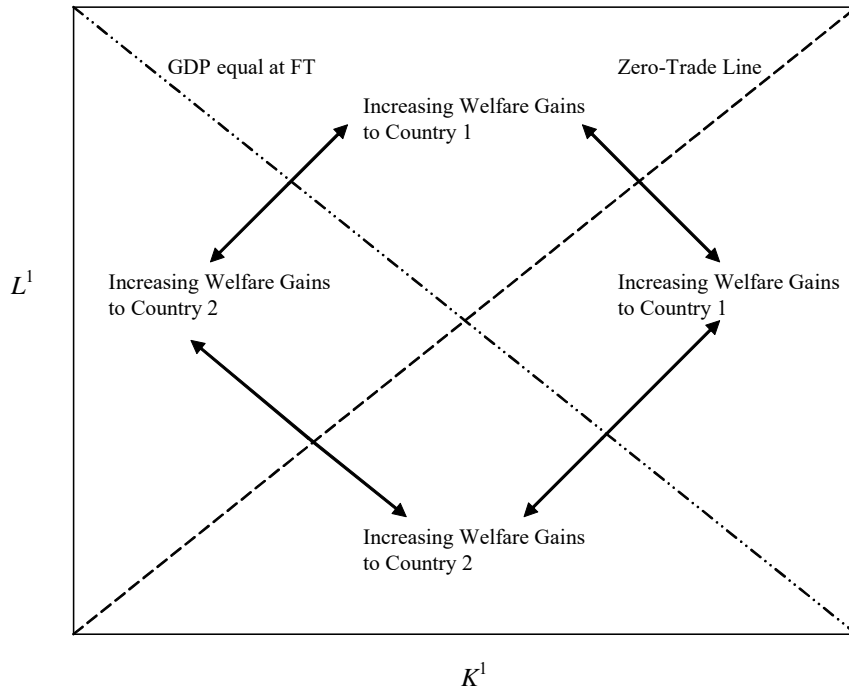 GDP equal at FT
Zero-Trade Line
Increasing Welfare Gains
to Country 1
Increasing Welfare Gains
to Country 2
Increasing Welfare Gains
to Country 1
L¹
Increasing Welfare Gains
to Country 2
K¹